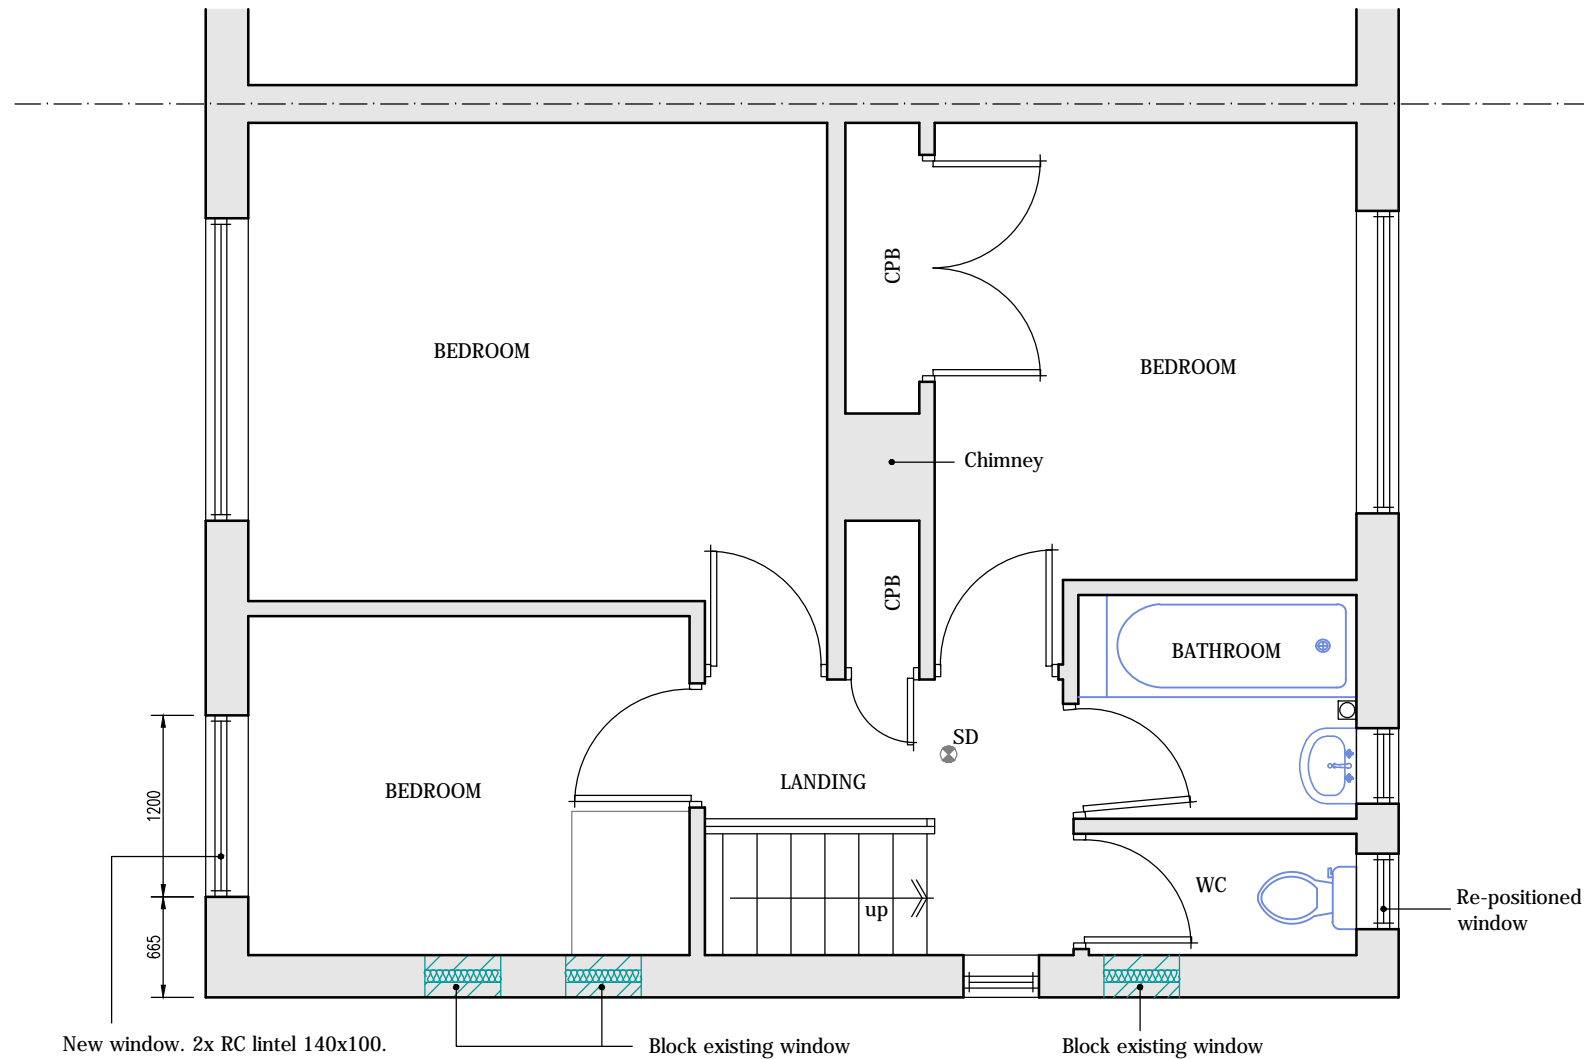 CPB
BEDROOM
BEDROOM
Chimney
CPB
BATHROOM
SD
LANDING
BEDROOM
1200
WC
up
Re-positioned
window
665
New window. 2x RC lintel 140x100.
Block existing window
Block existing window